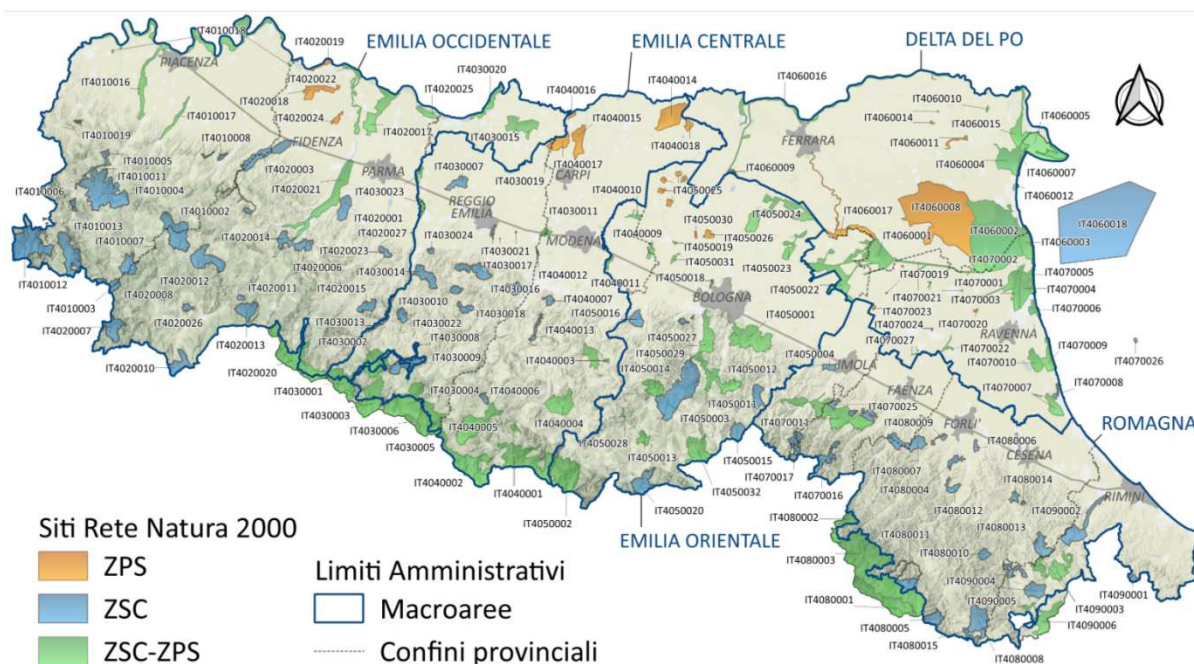 IT4010018
IT4020019
EMILIA OCCIDENTALE
EMILIA CENTRALE
DELTA DEL PO
PIACENZA
IT4030020
IT4040014
IT4060016
IT4010016
IT4020022
IT4020025
IT4040016
IT4060010
IT4020018
IT4040015
IT4060014
IT4060015
IT4060005
IT4010017
IT4020024
IT4020017
IT4030015
IT4040018
FERRARA
IT4060011
IT4010019
IT4010008
FIDENZA
IT4040017
IT4060004
IT4010005
IT4020003
IT4030007
CARPI
IT4060009
IT4060007
IT4010011
PARMA
IT4030019
IT4040010
IT4060012
IT4010006
IT4010004
IT4020021
IT4030023
IT4050025
IT4010002
REGGIO
EMILIA
IT4030011
IT4050024
IT4060017
IT4060008
IT4060018
IT4010013
IT4020001
IT4050030
IT4060001
IT4060002
IT4010007
IT4020014
IT4020027
IT4030024
IT4030021
MODENA
IT4040009
IT4050026
IT4060003
IT4020023
IT4050019
IT4030017
IT4050031
IT4070002
IT4010012
IT4020006
IT4030014
IT4040012
IT4040011
IT4050018
IT4050023
IT4070019
IT4070005
IT4020012
IT4020011
IT4020015
IT4030016
BOLOGNA
IT4050022
IT4070001
IT4070004
IT4010003
IT4020008
IT4030010
IT4040007
IT4070021
IT4070003
IT4030018
IT4050016
IT4050001
IT4070006
IT4020007
IT4020026
IT4030013
IT4030022
IT4040013
IT4070023
IT4070020
IT4020013
IT4030002
IT4030008
IT4050027
IT4070024
RAVENNA
IT4070027
IT4070022
IT4070009
IT4020010
IT4030009
IT4040003
IT4050029
IT4050004
IMOLA
IT4070026
IT4020020
IT4050014
IT4050012
IT4070010
FAENZA
IT4070007
IT4070008
IT4030001
IT4030004
IT4040006
IT4050011
IT4070025
IT4030003
IT4040004
IT4050003
IT4070011
IT4080009
FORLI'
ROMAGNA
IT4030006
IT4040005
IT4050028
IT4080006
IT4030005
IT4050013
IT4050015
CESENA
IT4070017
IT4080007
IT4080014
IT4040002
IT4040001
IT4050032
IT4070016
IT4080004
RIMINI
IT4050002
IT4050020
IT4080002
IT4080012
IT4090002
IT4080013
Siti Rete Natura 2000
EMILIA ORIENTALE
IT4080011
IT4080003
IT4080010
ZPS
Limiti Amministrativi
IT4090004
IT4090001
ZSC
Macroaree
IT4080001
IT4090005
IT4090003
IT4080005
IT4090006
ZSC-ZPS
Confini provinciali
IT4080015
IT4080008